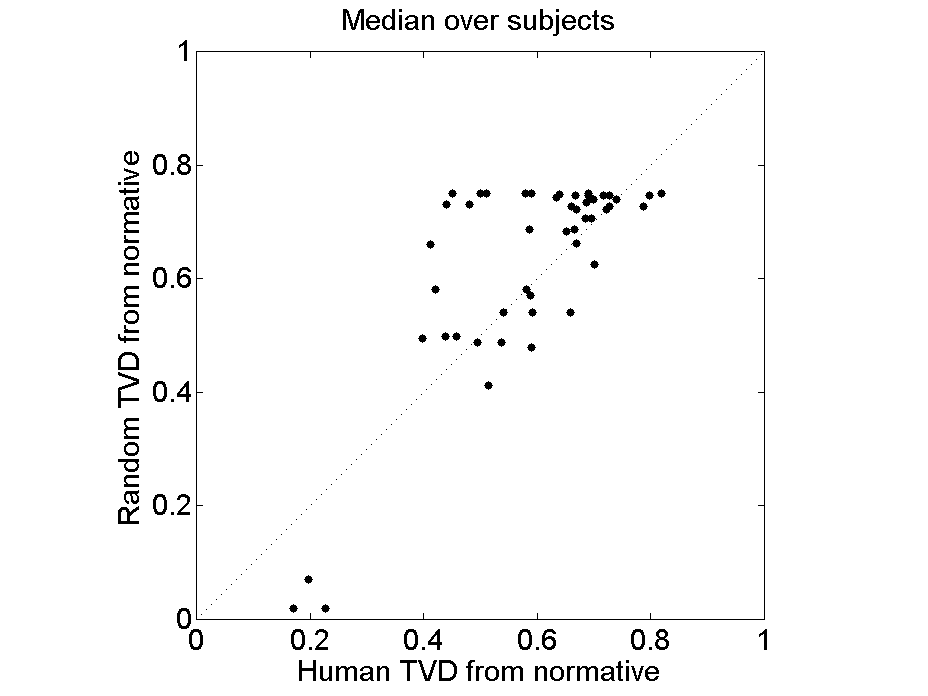 Median over subjects
Random TVD from normative
1
0.8
0.6
0.4
0.2
0
0 0.2 0.4 0.6 0.8 1
Human TVD from normative